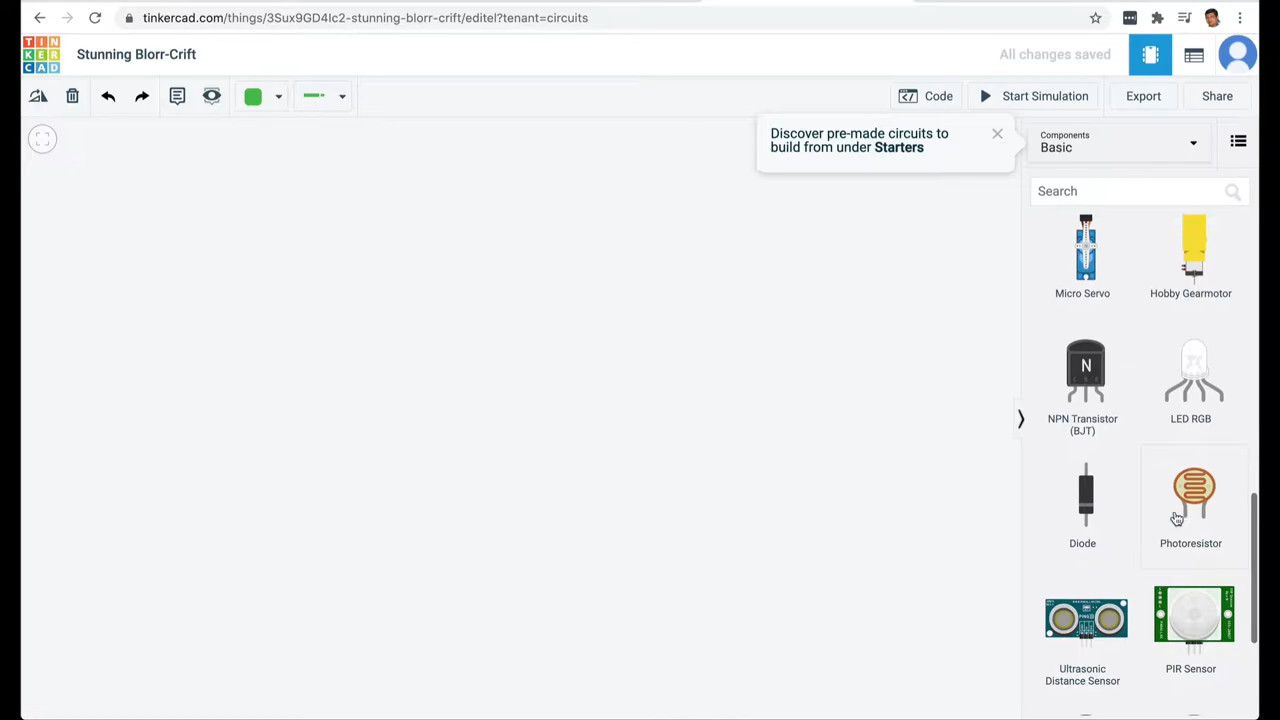 tinkercad.com/things/3Sux9GD4lc2-stunning-blorr-crift/editel?tenant=circuits
TIN
KER
CAD
Stunning Blorr-Crift
All changes saved
Code
Start Simulation
Export
Share
Discover pre-made circuits to
build from under Starters
Components
Basic
Search
Micro Servo
Hobby Gearmotor
N
NPN Transistor
(BJT)
LED RGB
Diode
Photoresistor
Ultrasonic
Distance Sensor
PIR Sensor